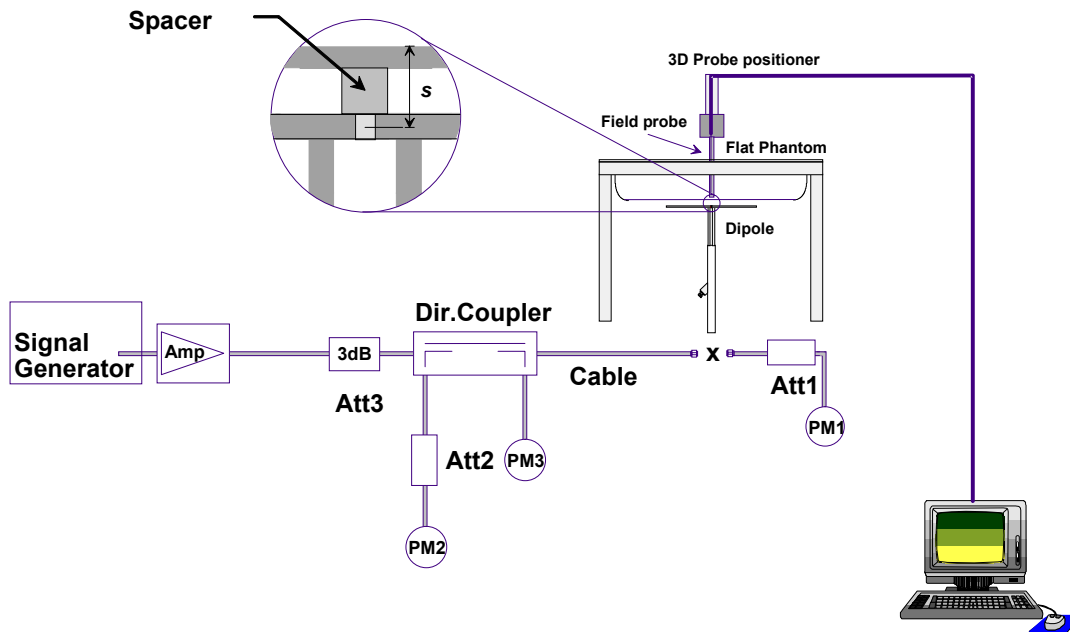 Spacer
s
3D Probe positioner
Field probe
Flat Phantom
Dipole
Signal
Generator
Amp
3dB
Att3
Dir.Coupler
Cable
x
Att1
PM1
Att2
PM3
PM2